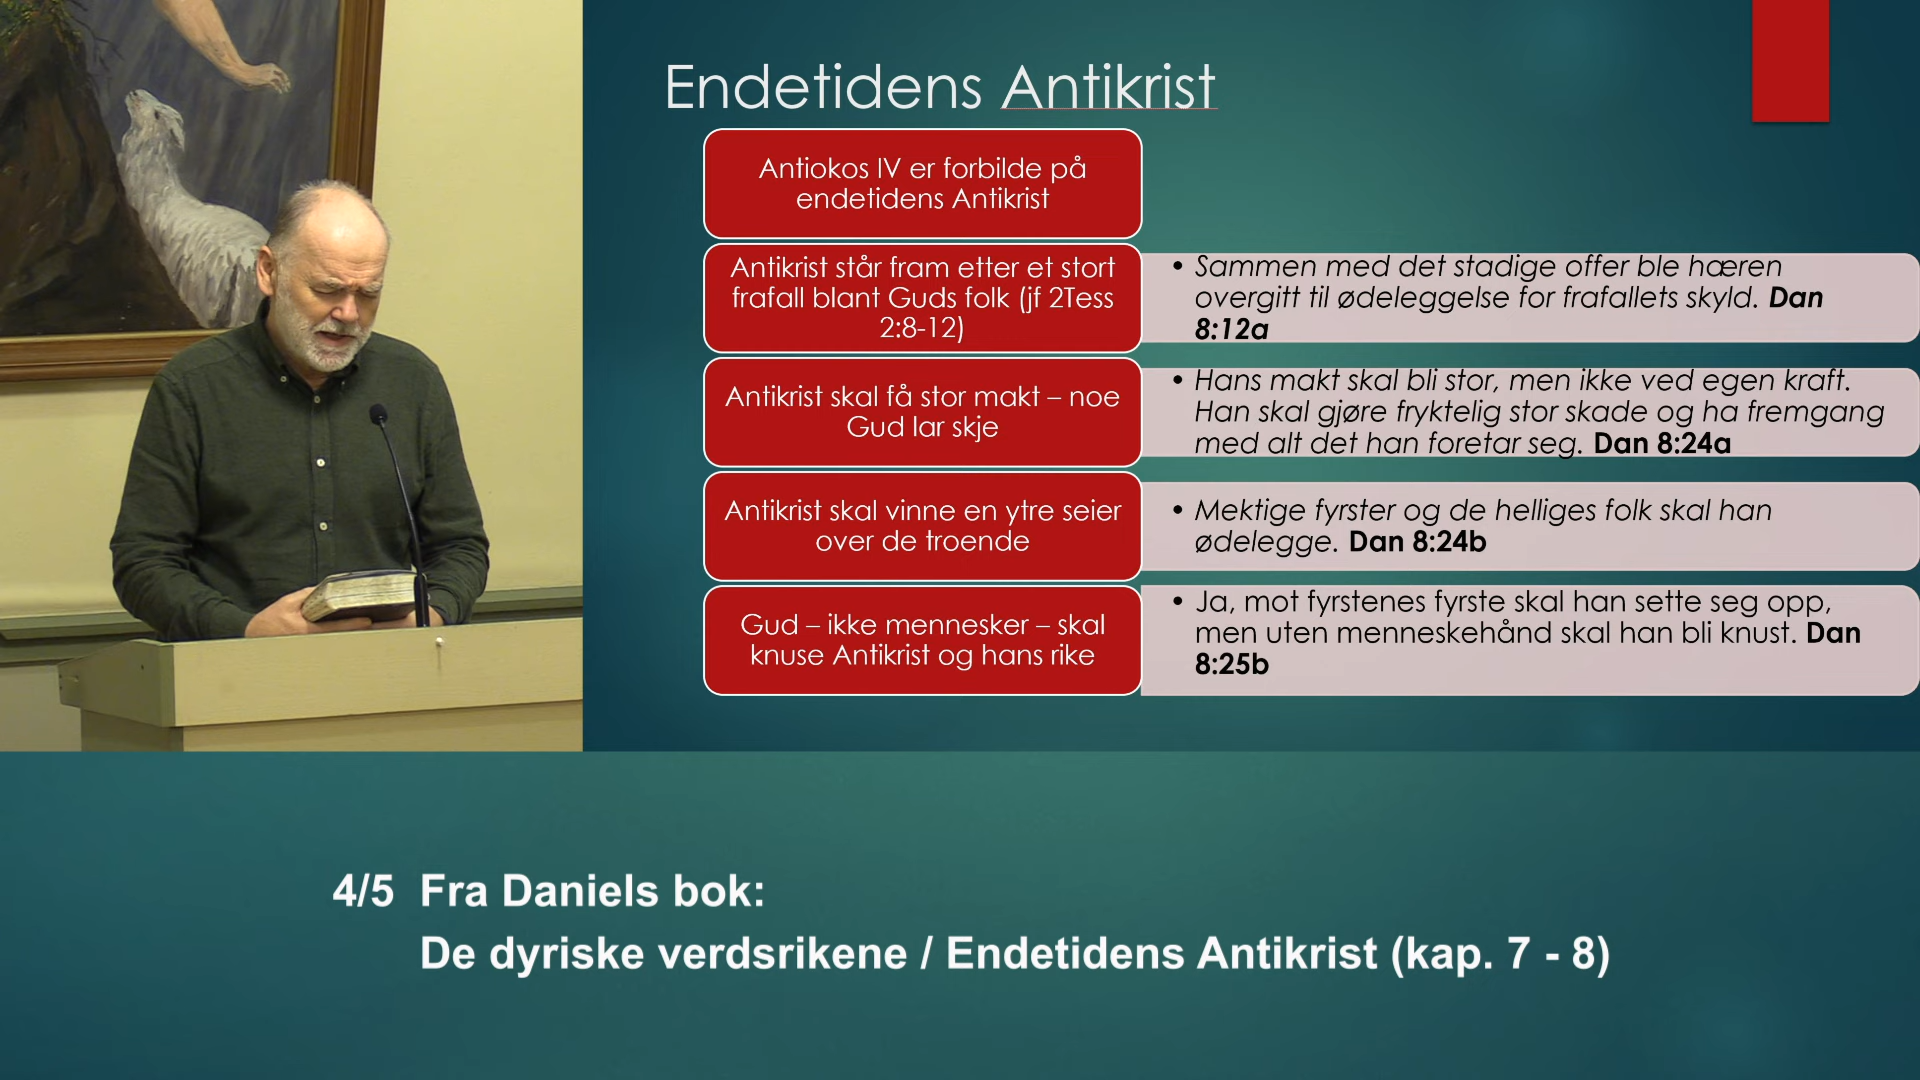 Endetidens Antikrist
Antiokos IV er forbilde på
endetidens Antikrist
Antikrist står fram etter et stort
frafall blant Guds folk (jf 2Tess
2:8-12)
• Sammen med det stadige offer ble hæren
overgitt til ødeleggelse for frafallets skyld. Dan
8:12a
Antikrist skal få stor makt – noe
Gud lar skje
• Hans makt skal bli stor, men ikke ved egen kraft.
Han skal gjøre fryktelig stor skade og ha fremgang
med alt det han foretar seg. Dan 8:24a
Antikrist skal vinne en ytre seier
over de troende
• Mektige fyrster og de helliges folk skal han
ødelegge. Dan 8:24b
Gud – ikke mennesker – skal
knuse Antikrist og hans rike
• Ja, mot fyrstenes fyrste skal han sette seg opp,
men uten menneskehånd skal han bli knust. Dan
8:25b
4/5 Fra Daniels bok:
De dyriske verdsrikene / Endetidens Antikrist (kap. 7 - 8)